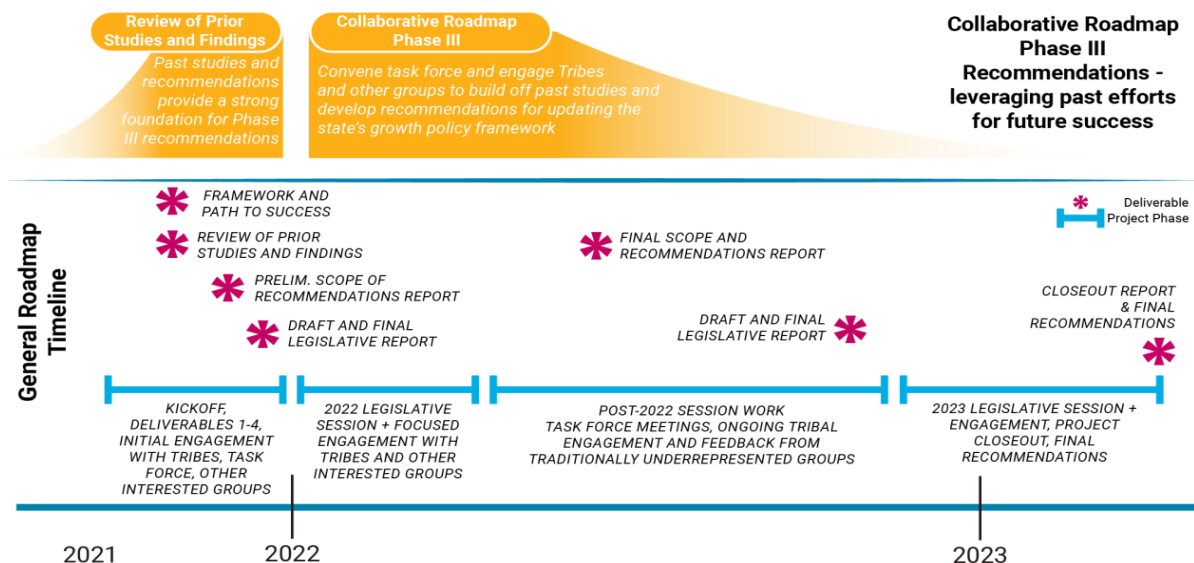 Review of Prior
Studies and Findings
Past studies and
recommendations
provide a strong
foundation for Phase
III recommendations
Collaborative Roadmap
Phase III
Convene task force and engage Tribes
and other groups to build off past studies and
develop recommendations for updating the
state's growth policy framework
Collaborative Roadmap
Phase III
Recommendations -
leveraging past efforts
for future success
General Roadmap
Timeline
FRAMEWORK AND
PATH TO SUCCESS
REVIEW OF PRIOR
STUDIES AND FINDINGS
PRELIM. SCOPE OF
RECOMMENDATIONS REPORT
DRAFT AND FINAL
LEGISLATIVE REPORT
FINAL SCOPE AND
RECOMMENDATIONS REPORT
DRAFT AND FINAL
LEGISLATIVE REPORT
Deliverable
Project Phase
CLOSEOUT REPORT
& FINAL
RECOMMENDATIONS
KICKOFF,
DELIVERABLES 1-4,
INITIAL ENGAGEMENT
WITH TRIBES, TASK
FORCE, OTHER
INTERESTED GROUPS
2022 LEGISLATIVE
SESSION + FOCUSED
ENGAGEMENT WITH
TRIBES AND OTHER
INTERESTED GROUPS
POST-2022 SESSION WORK
TASK FORCE MEETINGS, ONGOING TRIBAL
ENGAGEMENT AND FEEDBACK FROM
TRADITIONALLY UNDERREPRESENTED GROUPS
2023 LEGISLATIVE SESSION +
ENGAGEMENT, PROJECT
CLOSEOUT, FINAL
RECOMMENDATIONS
2021
2022
2023